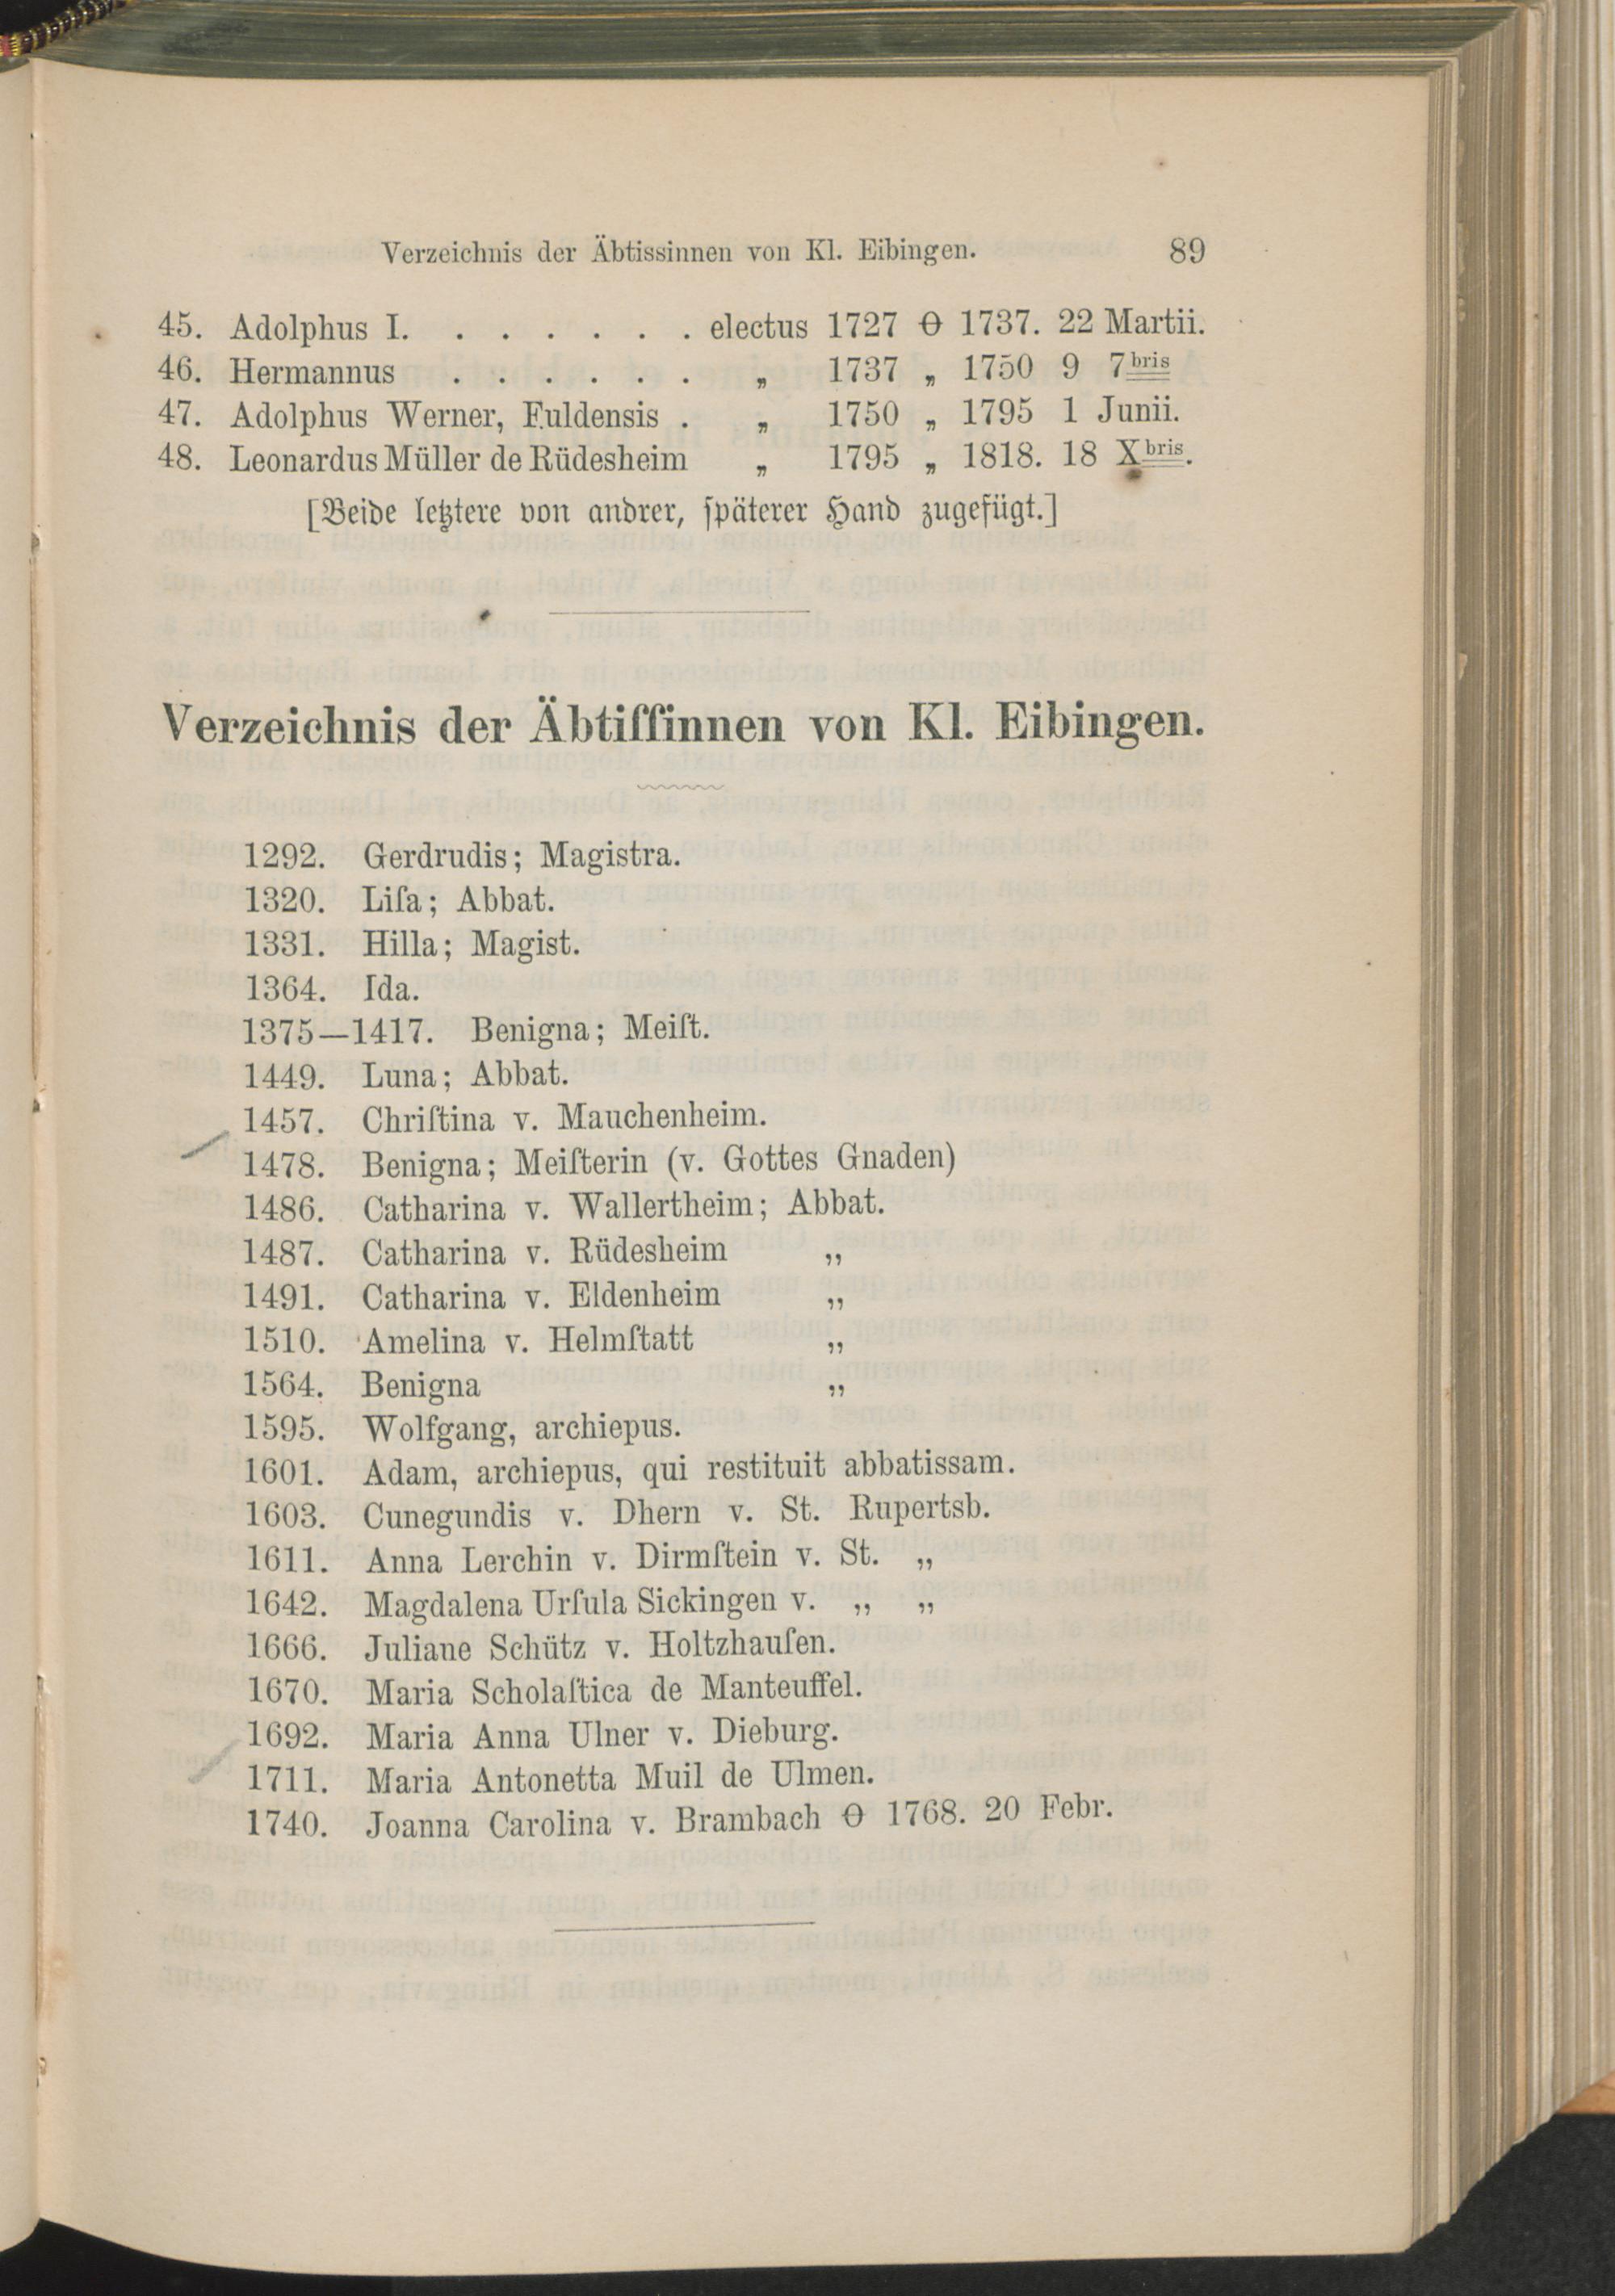 Verzeichnis der Äbtissinnen von Kl. Eibingen. 89
45. Adolphus I. . . . . . . electus 1727 Ɵ 1737. 22 Martii.
46. Hermannus . . . . . . „ 1737 „ 1750 9 7bris
47. Adolphus Werner, Fuldensis . „ 1750 „ 1795 1 Junii.
48. Leonardus Müller de Rüdesheim „ 1795 „ 1818. 18 Xbris.
[Beide letztere von andrer, ſpäterer Hand zugefügt.]
Verzeichnis der Äbtiſſinnen von Kl. Eibingen.
1292. Gerdrudis; Magistra.
1320. Liſa; Abbat.
1331. Hilla; Magist.
1364. Ida.
1375—1417. Benigna; Meiſt.
1449. Luna; Abbat.
1457. Chriſtina v. Mauchenheim.
1478. Benigna; Meiſterin (v. Gottes Gnaden)
1486. Catharina v. Wallertheim; Abbat.
1487. Catharina v. Rüdesheim „
1491. Catharina v. Eldenheim „
1510. Amelina v. Helmſtatt „
1564. Benigna „
1595. Wolfgang, archiepus.
1601. Adam, archiepus, qui restituit abbatissam.
1603. Cunegundis v. Dhern v. St. Rupertsb.
1611. Anna Lerchin v. Dirmſtein v. St. „
1642. Magdalena Urſula Sickingen v. „ „
1666. Juliane Schütz v. Holtzhauſen.
1670. Maria Scholaſtica de Manteuffel.
1692. Maria Anna Ulner v. Dieburg.
1711. Maria Antonetta Muil de Ulmen.
1740. Joanna Carolina v. Brambach Ɵ 1768. 20 Febr.